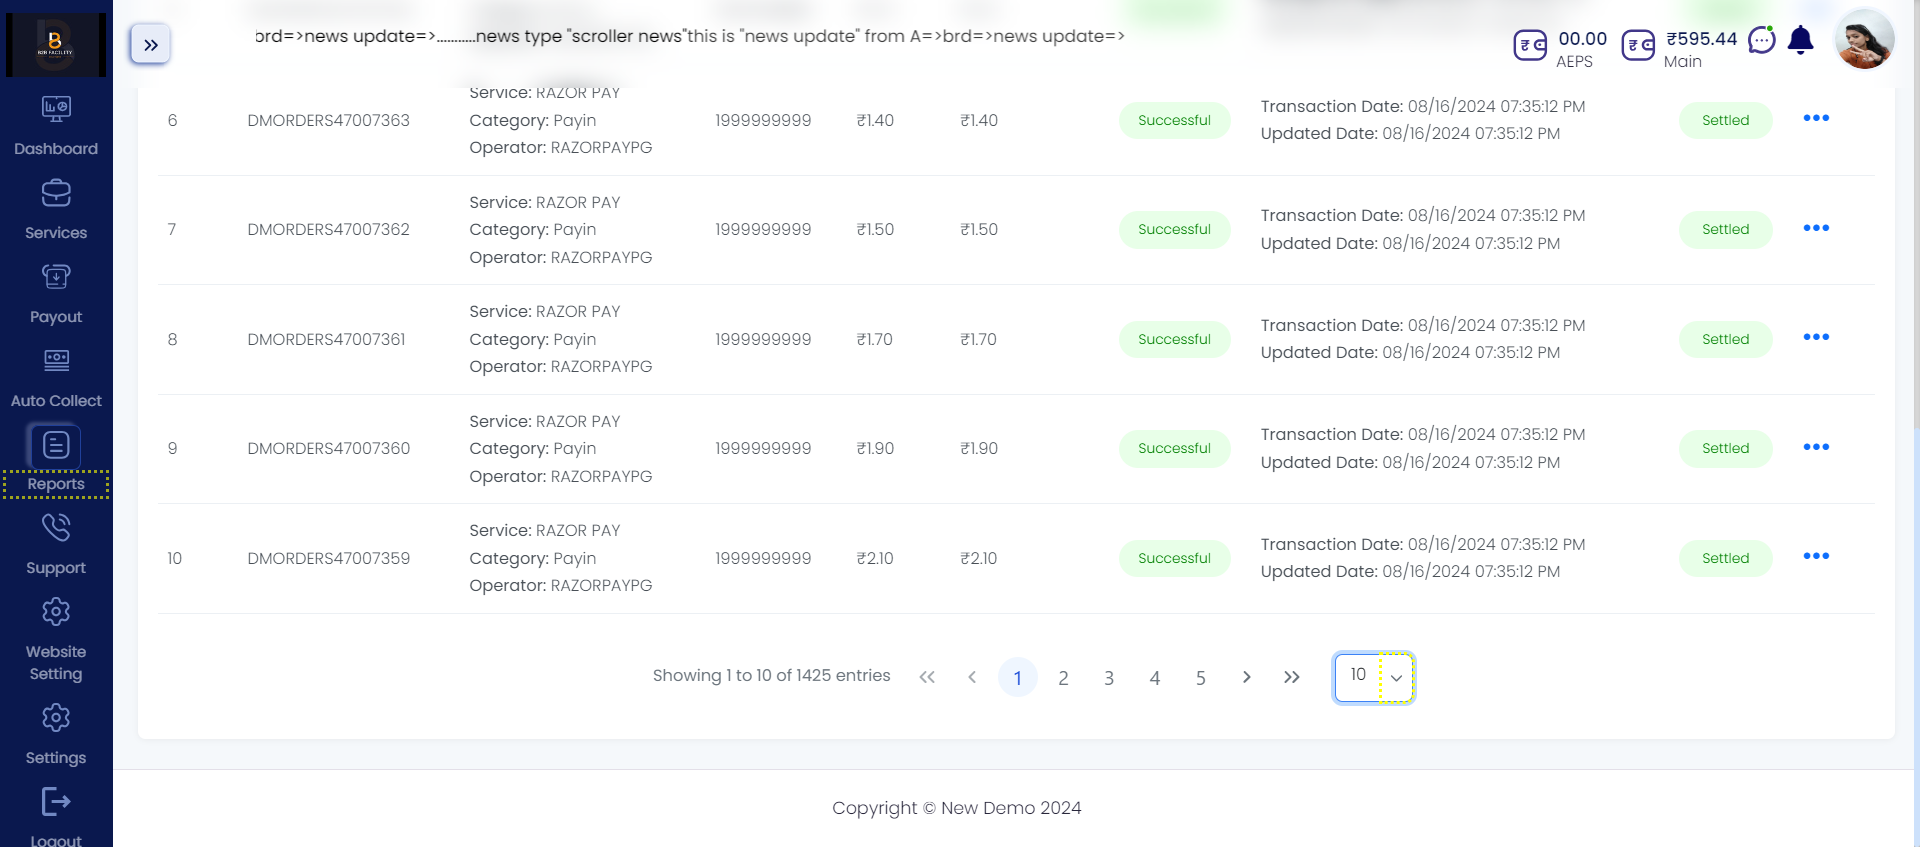 brd=>news update=>............news type "scroller news"this is "news update" from A=>brd=>news update=>
00.00
AEPS
₹595.44
Main
B2B FACILITY
Dashboard
Services
Payout
Auto Collect
Reports
Support
Website
Setting
Settings
Logout
Service: RAZOR PAY
6 DMORDERS47007363 Category: Payin 1999999999 ₹1.40 ₹1.40 Successful Transaction Date: 08/16/2024 07:35:12 PM Settled
Operator: RAZORPAYPG Updated Date: 08/16/2024 07:35:12 PM
Service: RAZOR PAY
7 DMORDERS47007362 Category: Payin 1999999999 ₹1.50 ₹1.50 Successful Transaction Date: 08/16/2024 07:35:12 PM Settled
Operator: RAZORPAYPG Updated Date: 08/16/2024 07:35:12 PM
Service: RAZOR PAY
8 DMORDERS47007361 Category: Payin 1999999999 ₹1.70 ₹1.70 Successful Transaction Date: 08/16/2024 07:35:12 PM Settled
Operator: RAZORPAYPG Updated Date: 08/16/2024 07:35:12 PM
Service: RAZOR PAY
9 DMORDERS47007360 Category: Payin 1999999999 ₹1.90 ₹1.90 Successful Transaction Date: 08/16/2024 07:35:12 PM Settled
Operator: RAZORPAYPG Updated Date: 08/16/2024 07:35:12 PM
Service: RAZOR PAY
10 DMORDERS47007359 Category: Payin 1999999999 ₹2.10 ₹2.10 Successful Transaction Date: 08/16/2024 07:35:12 PM Settled
Operator: RAZORPAYPG Updated Date: 08/16/2024 07:35:12 PM
Showing 1 to 10 of 1425 entries 1 2 3 4 5 10
Copyright © New Demo 2024